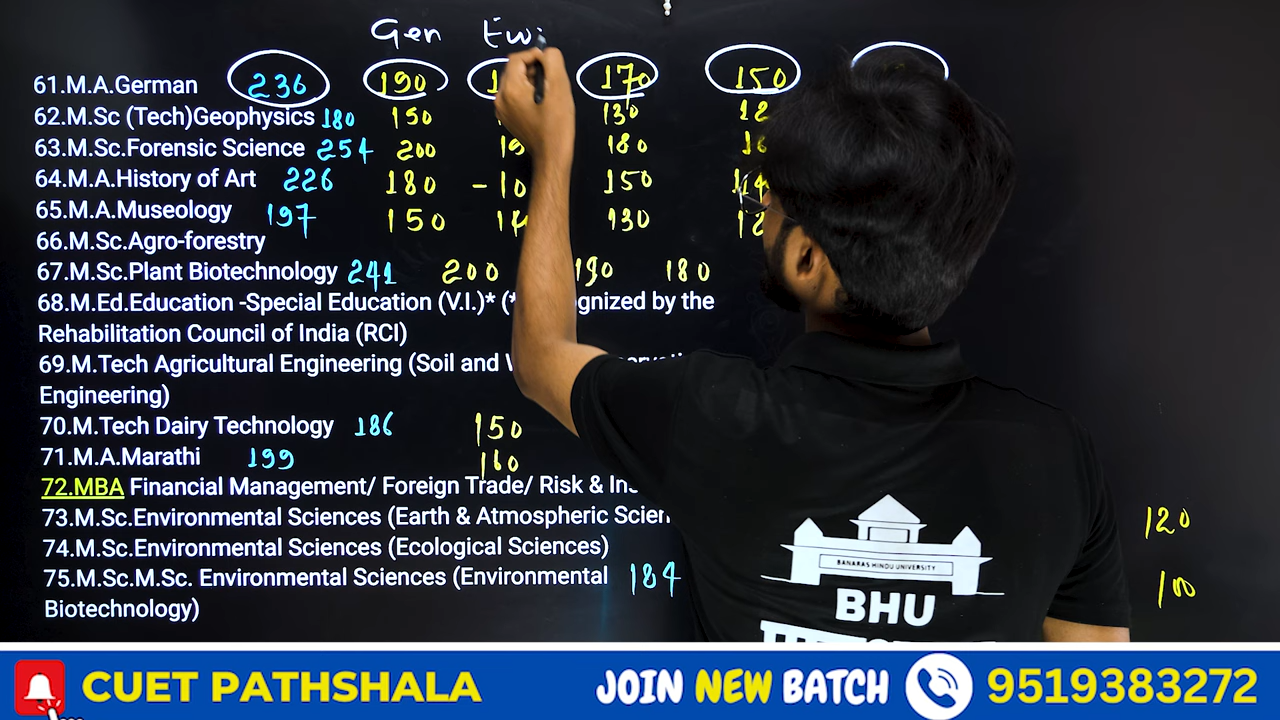 Gen Ew
61.M.A.German 236 190 170 150
62.M.Sc (Tech)Geophysics 180 150 130
63.M.Sc.Forensic Science 254 200 180
64.M.A.History of Art 226 180 150
65.M.A.Museology 197 150 130
66.M.Sc.Agro-forestry
67.M.Sc.Plant Biotechnology 241 200 190 180
68.M.Ed.Education -Special Education (V.I.)* (* by the
Rehabilitation Council of India (RCI)
69.M.Tech Agricultural Engineering (Soil and
Engineering)
70.M.Tech Dairy Technology 186 150
71.M.A.Marathi 199 160
72.MBA Financial Management/ Foreign Trade/ Risk &
73.M.Sc.Environmental Sciences (Earth & Atmospheric 120
74.M.Sc.Environmental Sciences (Ecological Sciences)
75.M.Sc.M.Sc. Environmental Sciences (Environmental 184 100
Biotechnology)
BANARAS HINDU UNIVERSITY
BHU
CUET PATHSHALA JOIN NEW BATCH 9519383272